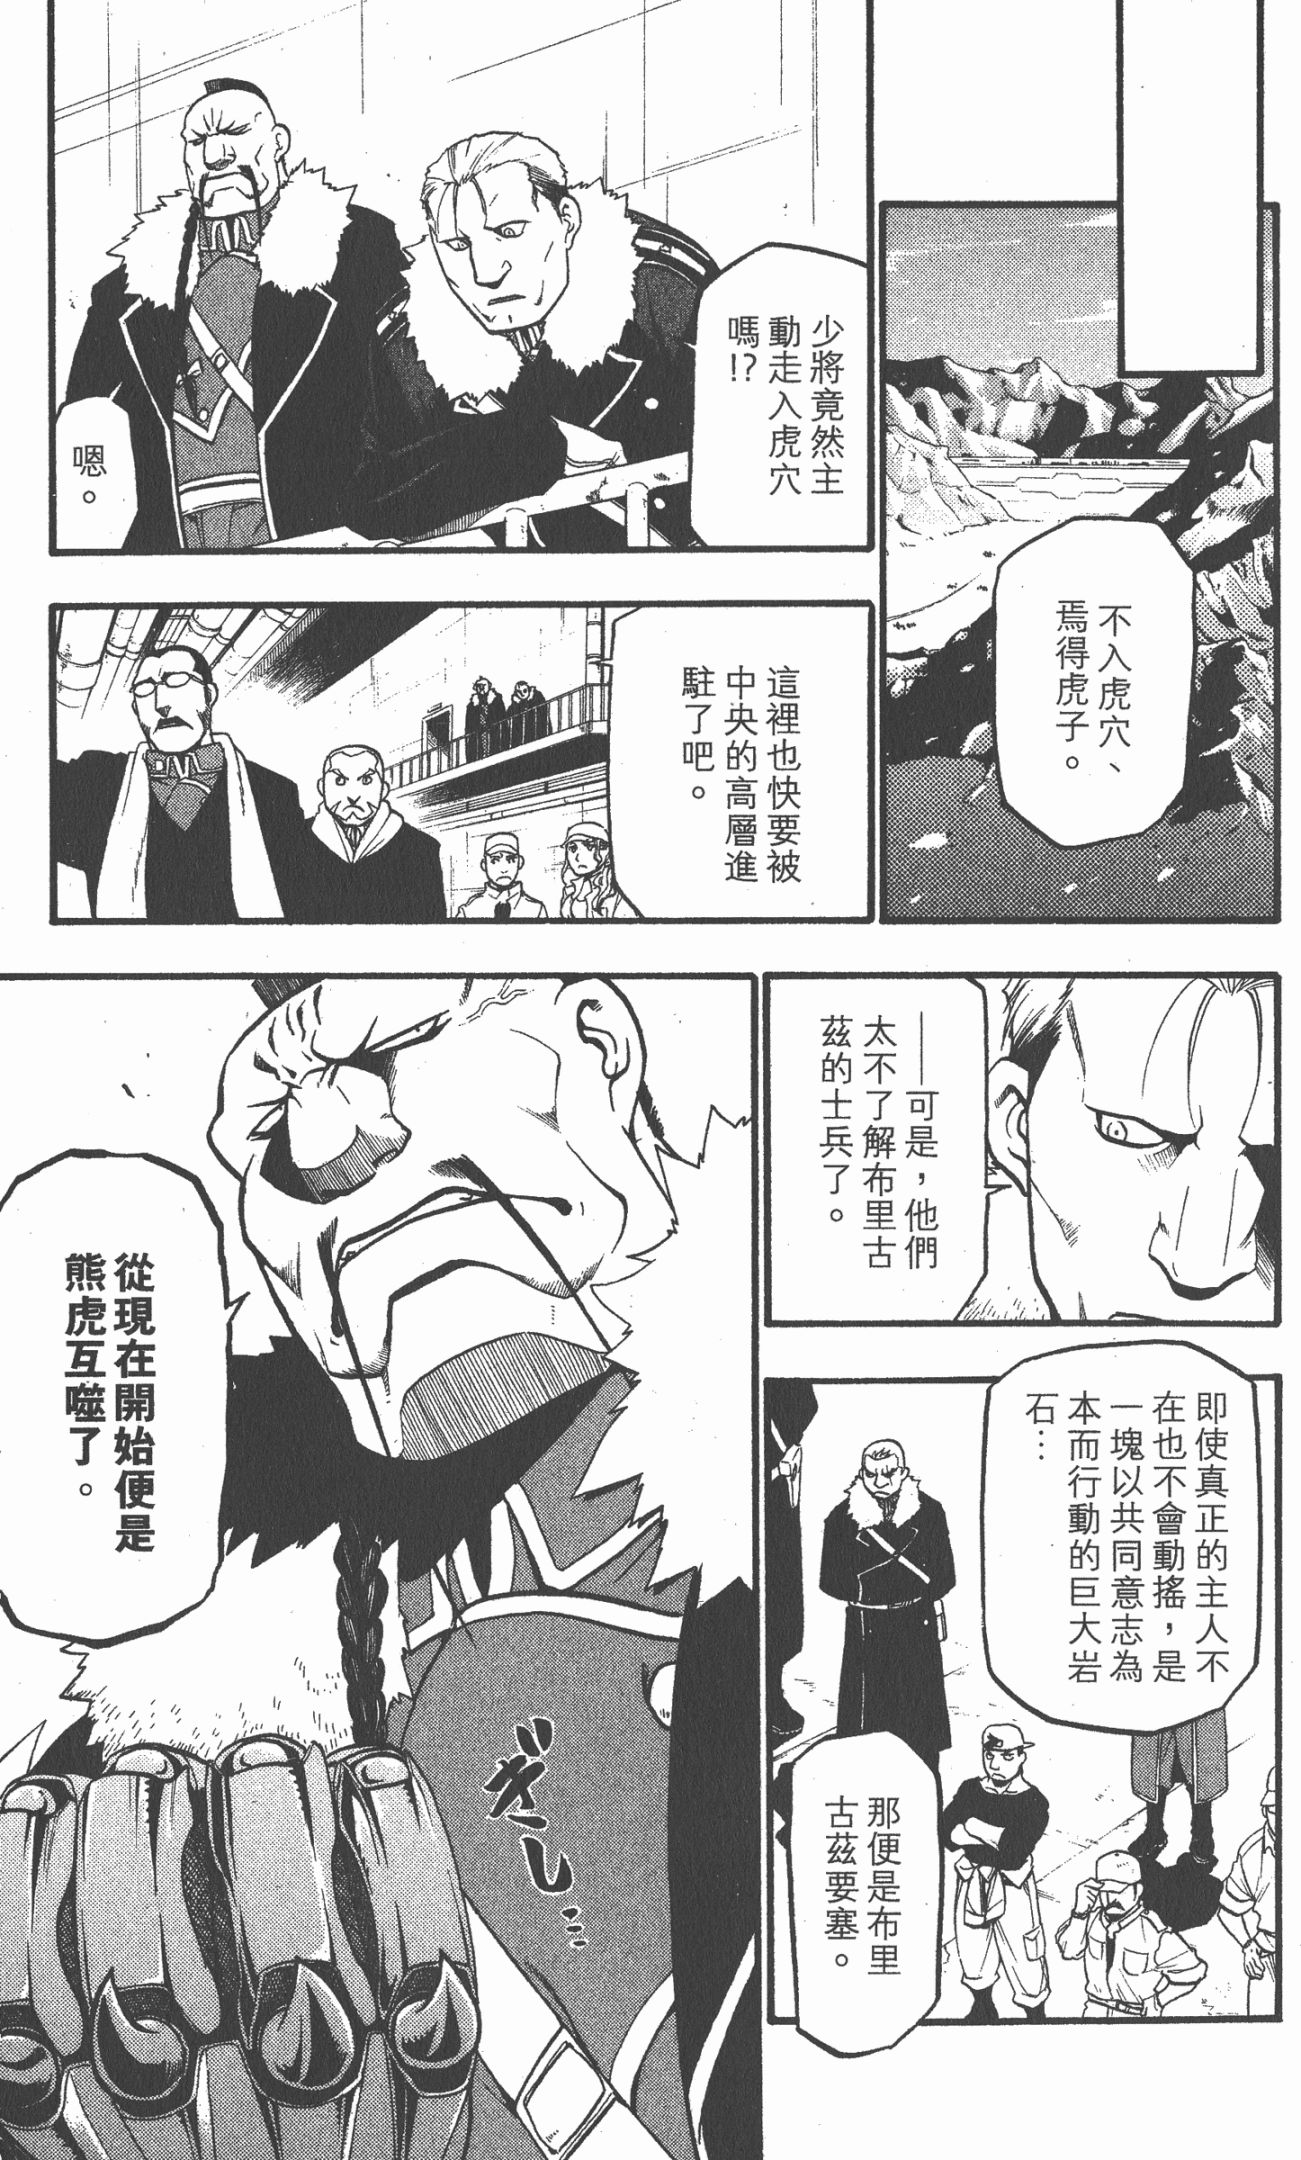 不入虎穴、
焉得虎子。
少將竟然主
動走入虎穴
嗎!?
嗯。
這裡也快要被
中央的高層進
駐了吧。
——可是，他們
太不了解布里古
茲的士兵了。
即使真正的主人不
在也不會動搖，是
一塊以共同意志為
本而行動的巨大岩
石…
那便是布里
古茲要塞。
從現在開始便是
熊虎互噬了。
ぎし…